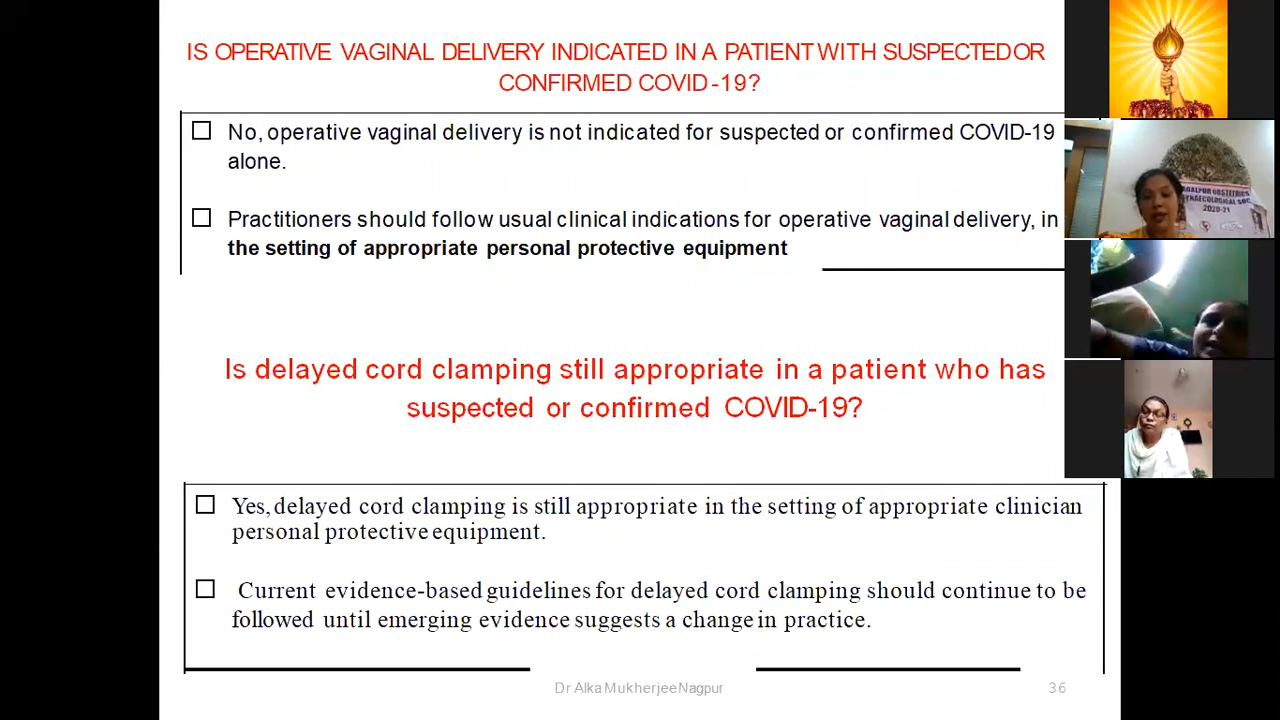 IS OPERATIVE VAGINAL DELIVERY INDICATED IN A PATIENT WITH SUSPECTED OR
CONFIRMED COVID-19?
No, operative vaginal delivery is not indicated for suspected or confirmed COVID-19
alone.
Practitioners should follow usual clinical indications for operative vaginal delivery, in
the setting of appropriate personal protective equipment
Is delayed cord clamping still appropriate in a patient who has
suspected or confirmed COVID-19?
Yes, delayed cord clamping is still appropriate in the setting of appropriate clinician
personal protective equipment.
Current evidence-based guidelines for delayed cord clamping should continue to be
followed until emerging evidence suggests a change in practice.
Dr Alka Mukherjee Nagpur
36
OBSTETRICS
2020-21